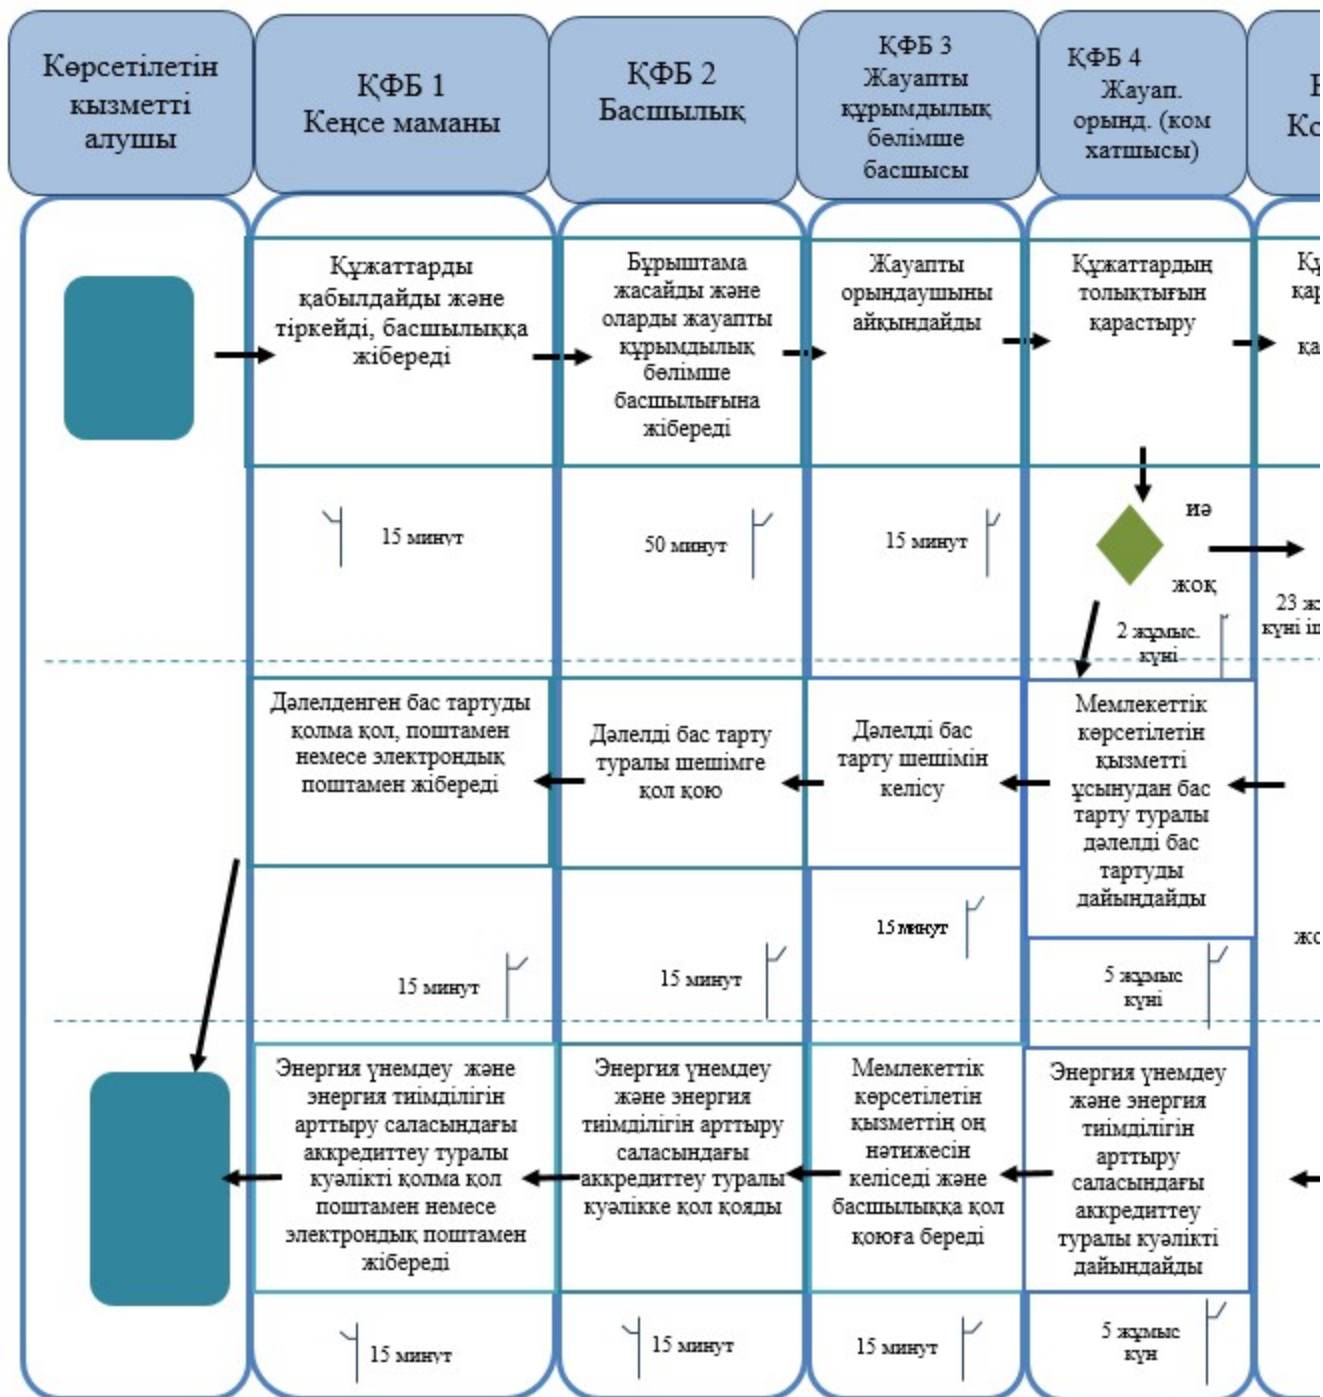 Көрсетілетін
қызметті
алушы
ҚФБ 1
Кеңсе маманы
ҚФБ 2
Басшылық
ҚФБ 3
Жауапты
құрымдылық
бөлімше
басшысы
ҚФБ 4
Жауап.
орынд. (ком
хатшысы)
Құжаттарды
қабылдайды және
тіркейді, басшылыққа
жібереді
Бұрыштама
жасайды және
оларды жауапты
құрымдылық
бөлімше
басшылығына
жібереді
Жауапты
орындаушыны
айқындайды
Құжаттардың
толықтығын
қарастыру
15 минут
50 минут
15 минут
иә
жоқ
2 жұмыс.
күні
23
күні
Дәлелденген бас тартуды
қолма қол, поштамен
немесе электрондық
поштамен жібереді
Дәлелді бас тарту
туралы шешімге
қол қою
Дәлелді бас
тарту шешімін
келісу
Мемлекеттік
көрсетілетін
қызметті
ұсынудан бас
тарту туралы
дәлелді бас
тартуды
дайындайды
15 минут
15 минут
15 минут
5 жұмыс
күні
Энергия үнемдеу және
энергия тиімділігін
арттыру саласындағы
аккредиттеу туралы
куәлікті қолма қол
поштамен немесе
электрондық поштамен
жібереді
Энергия үнемдеу
және энергия
тиімділігін арттыру
саласындағы
аккредиттеу туралы
куәлікке қол қояды
Мемлекеттік
көрсетілетін
қызметтің оң
нәтижесін
келіседі және
басшылыққа қол
қоюға береді
Энергия үнемдеу
және энергия
тиімділігін
арттыру
саласындағы
аккредиттеу
туралы куәлікті
дайындайды
15 минут
15 минут
15 минут
5 жұмыс
күн